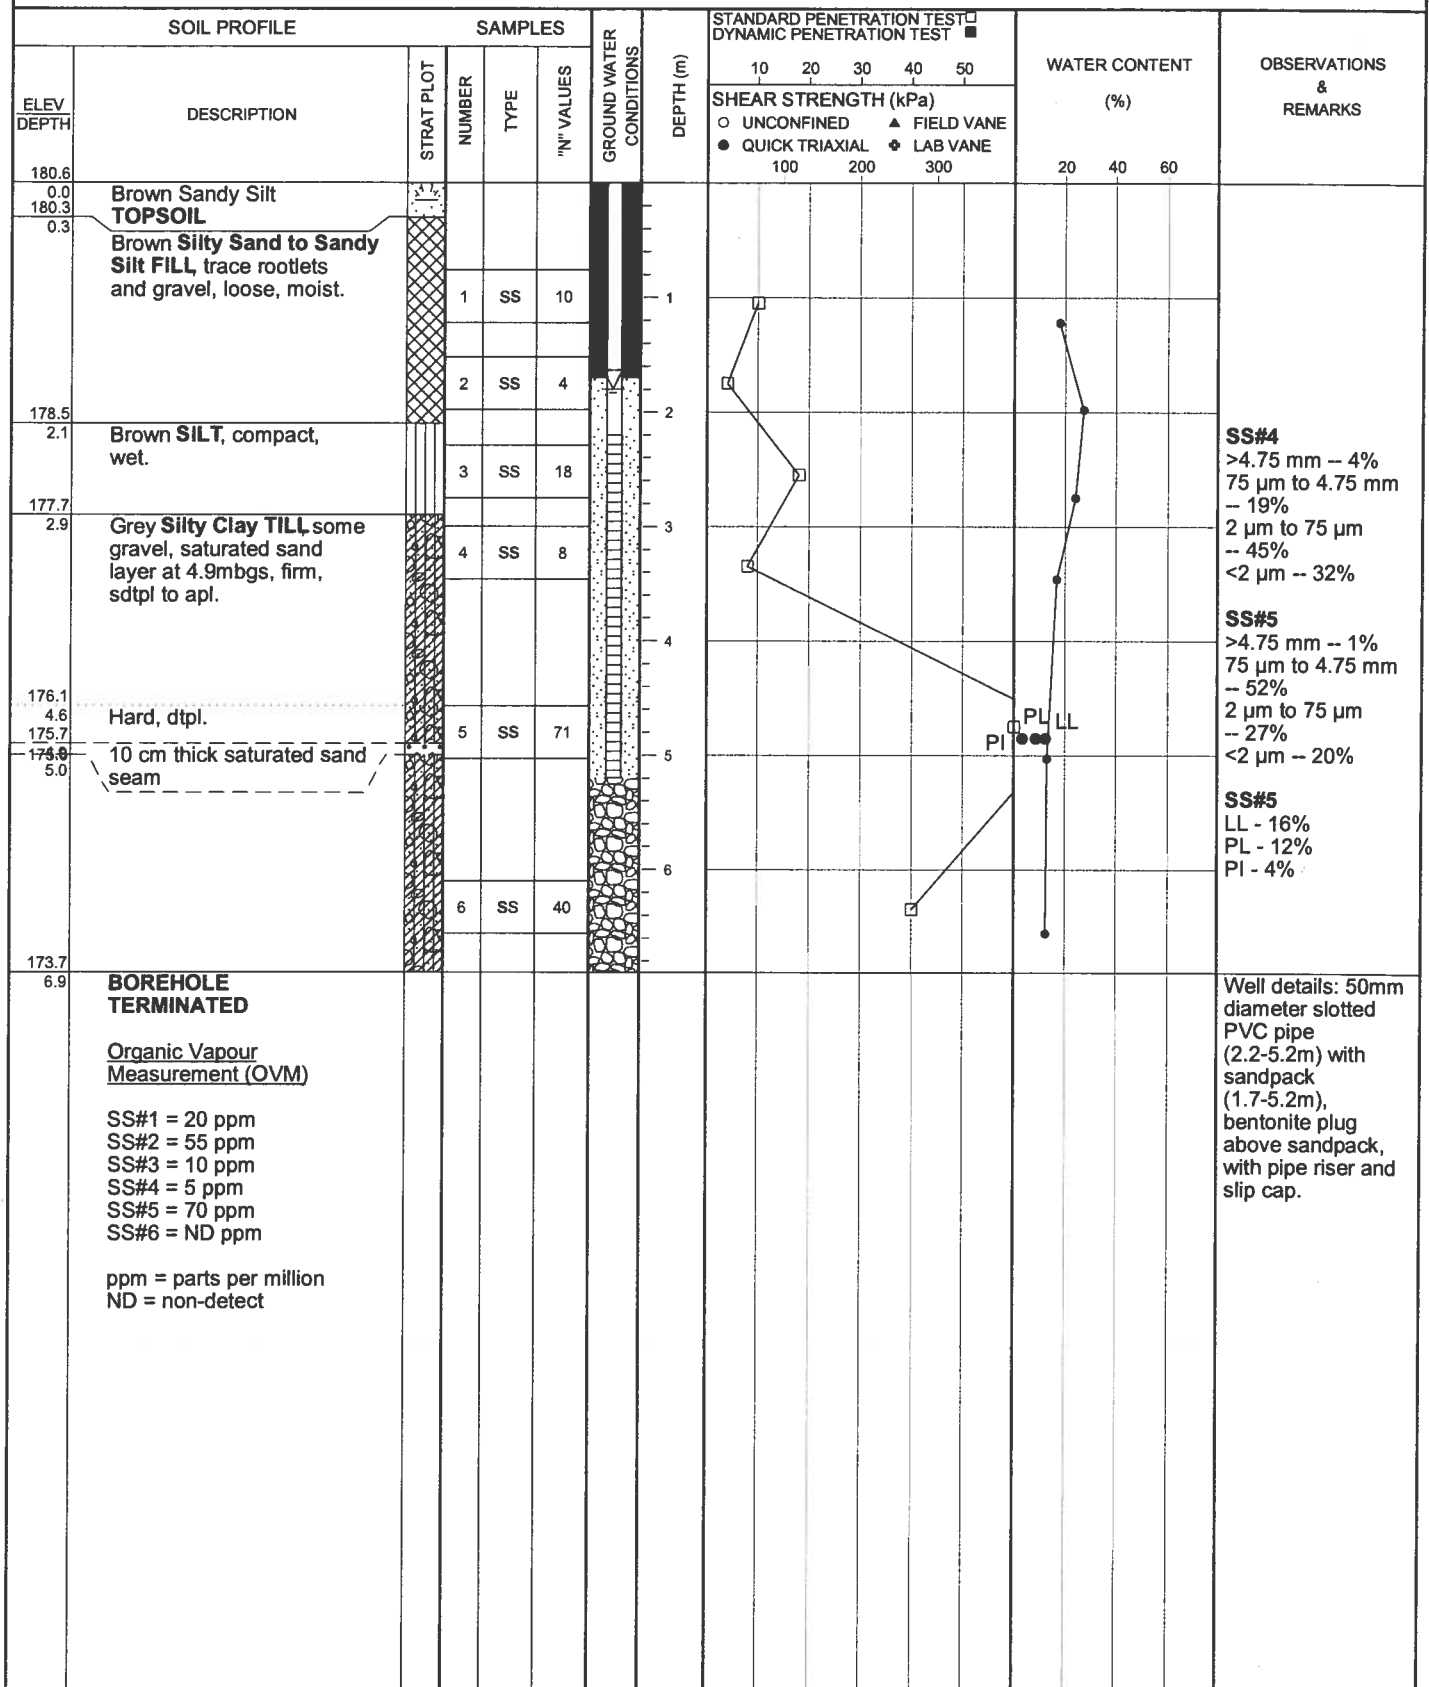 SOIL PROFILE
SAMPLES
GROUND WATER
CONDITIONS
DEPTH (m)
STANDARD PENETRATION TEST
DYNAMIC PENETRATION TEST
10 20 30 40 50
SHEAR STRENGTH (kPa)
UNCONFINED
FIELD VANE
QUICK TRIAXIAL
LAB VANE
100 200 300
WATER CONTENT
(%)
20 40 60
OBSERVATIONS
&
REMARKS
ELEV
DEPTH
DESCRIPTION
STRAT PLOT
NUMBER
TYPE
"N" VALUES
180.6
0.0
Brown Sandy Silt
TOPSOIL
180.3
0.3
Brown Silty Sand to Sandy
Silt FILL, trace rootlets
and gravel, loose, moist.
1 SS 10
2 SS 4
178.5
2.1
Brown SILT, compact,
wet.
3 SS 18
177.7
2.9
Grey Silty Clay TILL, some
gravel, saturated sand
layer at 4.9mbgs, firm,
sdtpl to apl.
4 SS 8
176.1
4.6
Hard, dtpl.
175.7
5 SS 71
10 cm thick saturated sand
seam
5.0
6 SS 40
173.7
6.9
1
2
3
4
5
6
PL
LL
PI
SS#4
>4.75 mm -- 4%
75 µm to 4.75 mm
-- 19%
2 µm to 75 µm
-- 45%
<2 µm -- 32%
SS#5
>4.75 mm -- 1%
75 µm to 4.75 mm
-- 52%
2 µm to 75 µm
-- 27%
<2 µm -- 20%
SS#5
LL - 16%
PL - 12%
PI - 4%
BOREHOLE
TERMINATED
Organic Vapour
Measurement (OVM)
SS#1 = 20 ppm
SS#2 = 55 ppm
SS#3 = 10 ppm
SS#4 = 5 ppm
SS#5 = 70 ppm
SS#6 = ND ppm
ppm = parts per million
ND = non-detect
Well details: 50mm
diameter slotted
PVC pipe
(2.2-5.2m) with
sandpack
(1.7-5.2m),
bentonite plug
above sandpack,
with pipe riser and
slip cap.